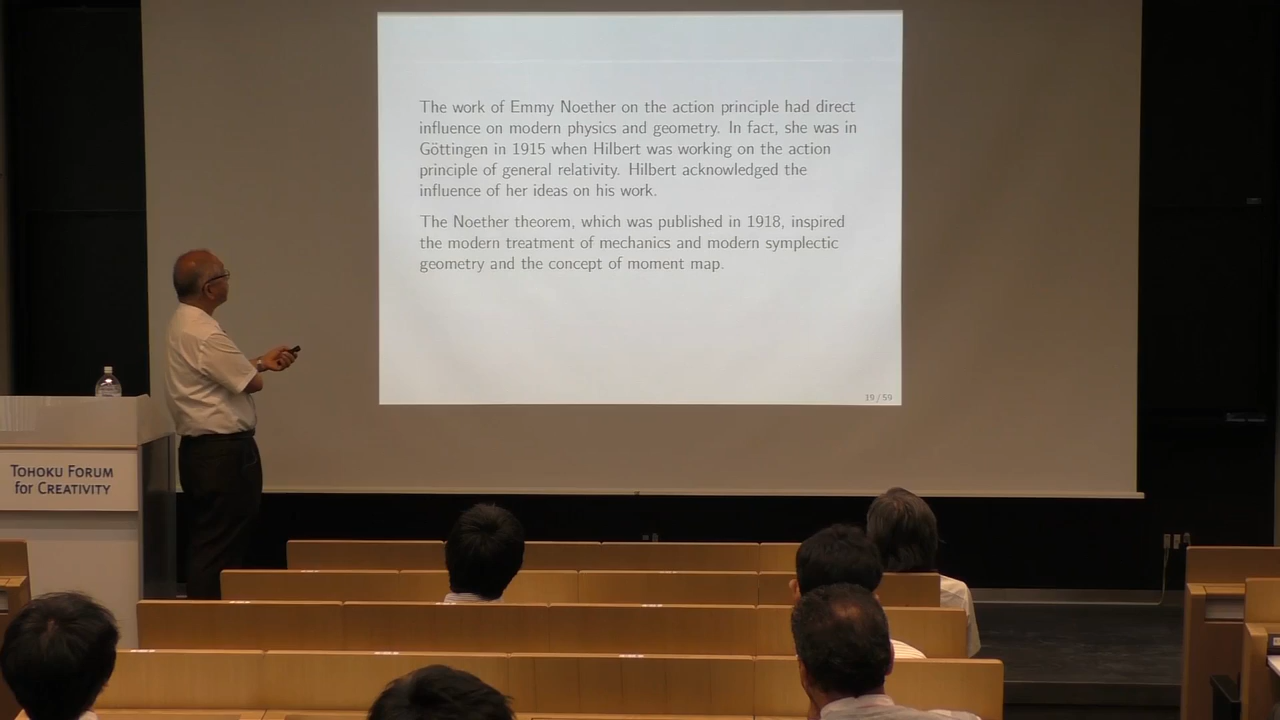 The work of Emmy Noether on the action principle had direct
influence on modern physics and geometry. In fact, she was in
Göttingen in 1915 when Hilbert was working on the action
principle of general relativity. Hilbert acknowledged the
influence of her ideas on his work.
The Noether theorem, which was published in 1918, inspired
the modern treatment of mechanics and modern symplectic
geometry and the concept of moment map.
19 / 59
TOHOKU FORUM
for CREATIVITY